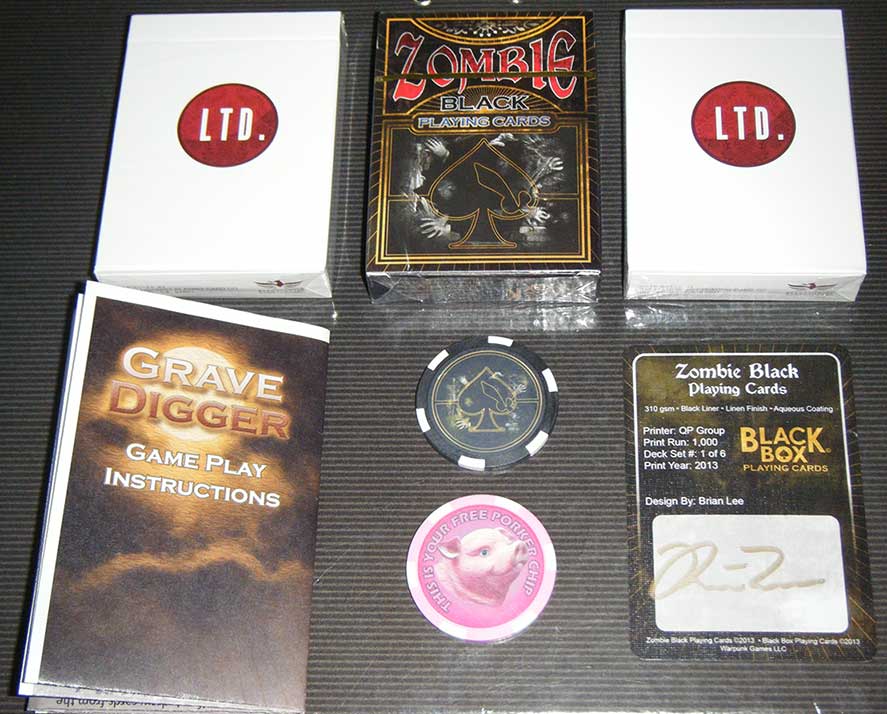 LTD.
ZOMBIE
BLACK
PLAYING CARDS
LTD.
GRAVE
DIGGER
GAME PLAY
INSTRUCTIONS
THIS IS YOUR FREE PORKER CHIP
Zombie Black
Playing Cards
310 gsm • Black Liner • Linen Finish • Aqueous Coating
Printer: QP Group
Print Run: 1,000
Deck Set #: 1 of 6
Print Year: 2013
BLACK
BOX
PLAYING CARDS
Design By: Brian Lee
Zombie Black Playing Cards ©2013 • Black Box Playing Cards ©2013
Warpunk Games LLC